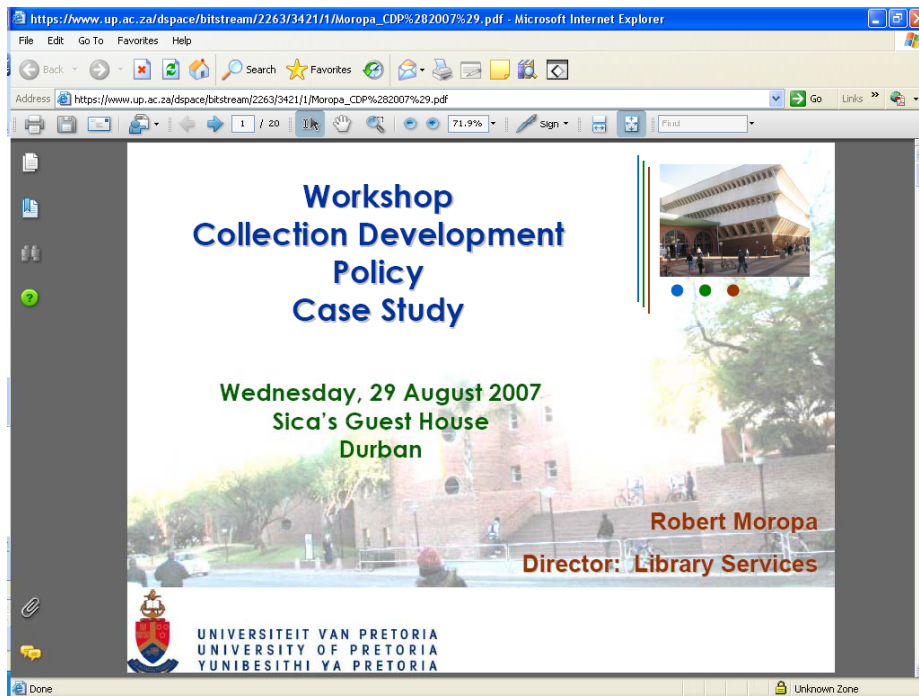 https://www.up.ac.za/dspace/bitstream/2263/3421/1/Moropa_CDP%282007%29.pdf - Microsoft Internet Explorer
File Edit Go To Favorites Help
Back Search Favorites
Address https://www.up.ac.za/dspace/bitstream/2263/3421/1/Moropa_CDP%282007%29.pdf Go Links »
1 / 20 71.9% Sign Find
Workshop
Collection Development
Policy
Case Study
Wednesday, 29 August 2007
Sica's Guest House
Durban
Robert Moropa
Director: Library Services
UNIVERSITEIT VAN PRETORIA
UNIVERSITY OF PRETORIA
YUNIBESITHI YA PRETORIA
Done Unknown Zone